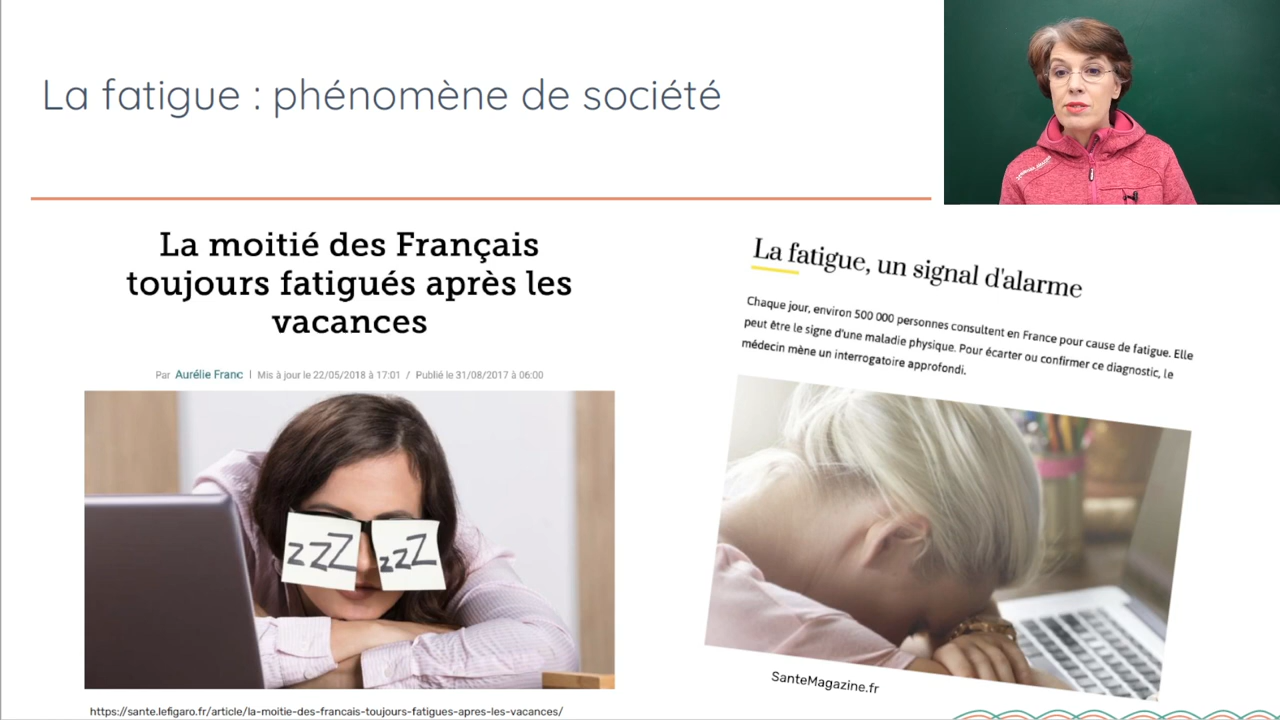 La fatigue : phénomène de société
La moitié des Français
toujours fatigués après les
vacances
Par Aurélie Franc | Mis à jour le 22/05/2018 à 17:01 / Publié le 31/08/2017 à 06:00
zzZ zzZ
https://sante.lefigaro.fr/article/la-moitie-des-francais-toujours-fatigues-apres-les-vacances/
La fatigue, un signal d'alarme
Chaque jour, environ 500 000 personnes consultent en France pour cause de fatigue. Elle
peut être le signe d'une maladie physique. Pour écarter ou confirmer ce diagnostic, le
médecin mène un interrogatoire approfondi.
SanteMagazine.fr